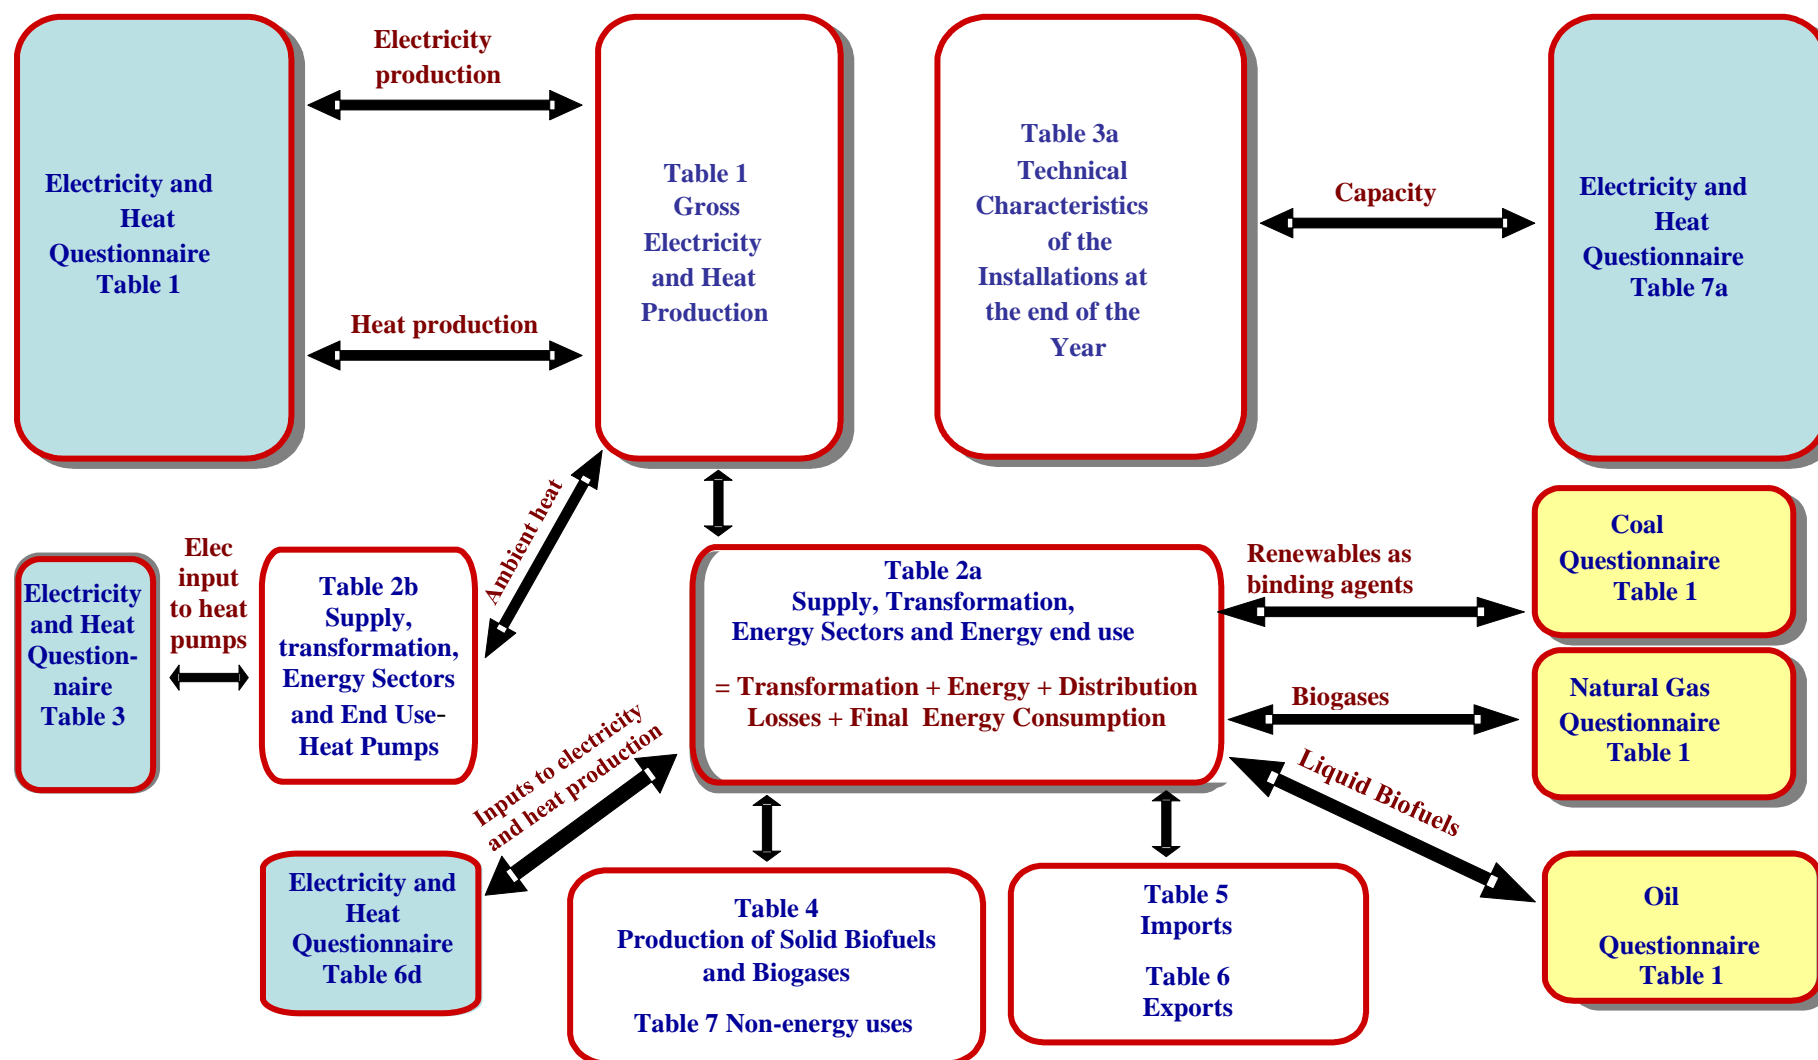 Electricity
production
Electricity and
Heat
Questionnaire
Table 1
Heat production
Table 1
Gross
Electricity
and Heat
Production
Table 3a
Technical
Characteristics
of the
Installations at
the end of the
Year
Capacity
Electricity and
Heat
Questionnaire
Table 7a
Ambient heat
Elec
input
to heat
pumps
Electricity
and Heat
Question-
naire
Table 3
Table 2b
Supply,
transformation,
Energy Sectors
and End Use-
Heat Pumps
Table 2a
Supply, Transformation,
Energy Sectors and Energy end use
= Transformation + Energy + Distribution
Losses + Final Energy Consumption
Renewables as
binding agents
Coal
Questionnaire
Table 1
Biogases
Natural Gas
Questionnaire
Table 1
Liquid Biofuels
Oil
Questionnaire
Table 1
Inputs to electricity
and heat production
Electricity and
Heat
Questionnaire
Table 6d
Table 4
Production of Solid Biofuels
and Biogases
Table 7 Non-energy uses
Table 5
Imports
Table 6
Exports